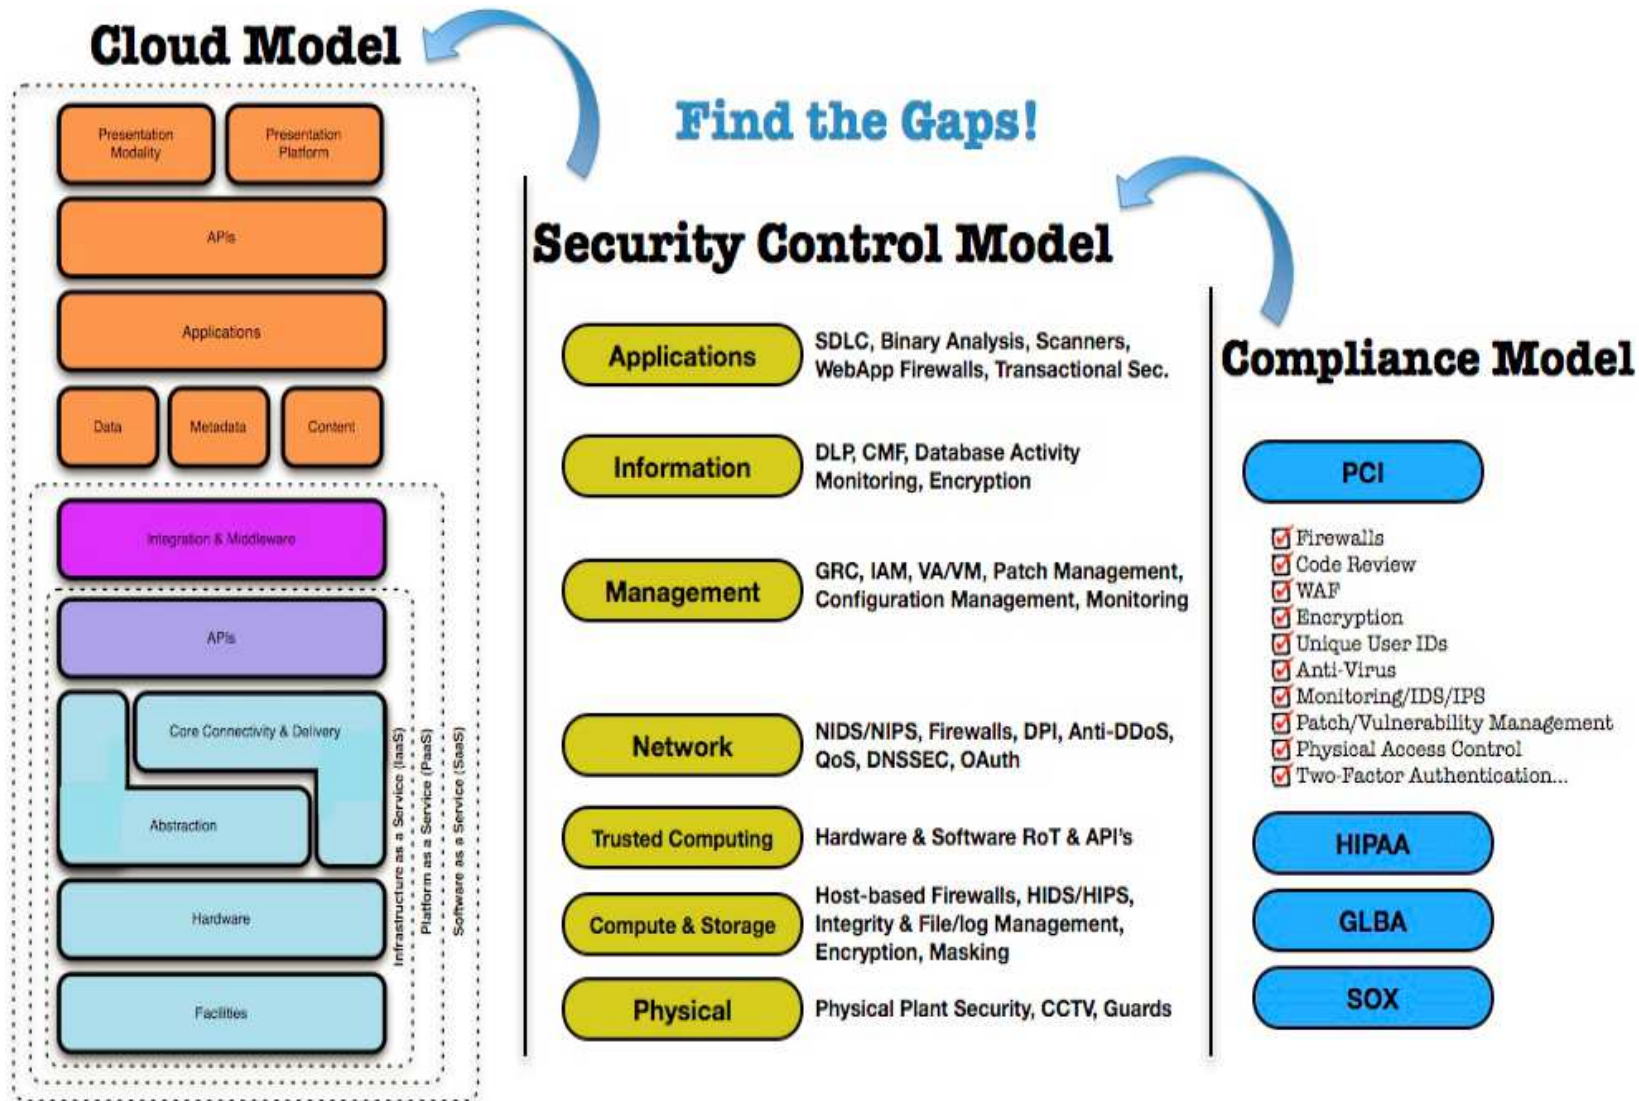 Cloud Model
Presentation
Modality
Presentation
Platform
APIs
Applications
Data
Metadata
Content
Integration & Middleware
APIs
Core Connectivity & Delivery
Abstraction
Hardware
Facilities
Infrastructure as a Service (IaaS)
Platform as a Service (PaaS)
Software as a Service (SaaS)
Find the Gaps!
Security Control Model
Applications
SDLC, Binary Analysis, Scanners,
WebApp Firewalls, Transactional Sec.
Information
DLP, CMF, Database Activity
Monitoring, Encryption
Management
GRC, IAM, VA/VM, Patch Management,
Configuration Management, Monitoring
Network
NIDS/NIPS, Firewalls, DPI, Anti-DDoS,
QoS, DNSSEC, OAuth
Trusted Computing
Hardware & Software RoT & API's
Compute & Storage
Host-based Firewalls, HIDS/HIPS,
Integrity & File/log Management,
Encryption, Masking
Physical
Physical Plant Security, CCTV, Guards
Compliance Model
PCI
Firewalls
Code Review
WAF
Encryption
Unique User IDs
Anti-Virus
Monitoring/IDS/IPS
Patch/Vulnerability Management
Physical Access Control
Two-Factor Authentication...
HIPAA
GLBA
SOX